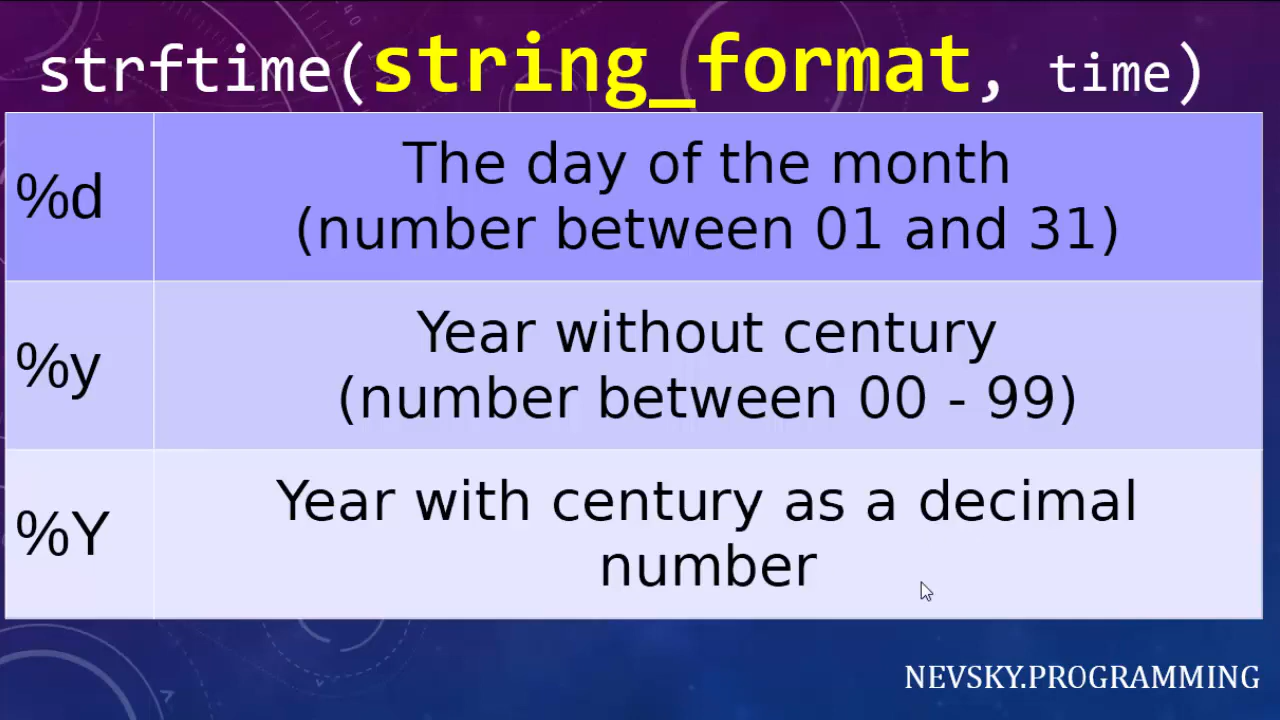 strftime(string_format, time)
%d
The day of the month
(number between 01 and 31)
%y
Year without century
(number between 00 - 99)
%Y
Year with century as a decimal
number
NEVSKY.PROGRAMMING